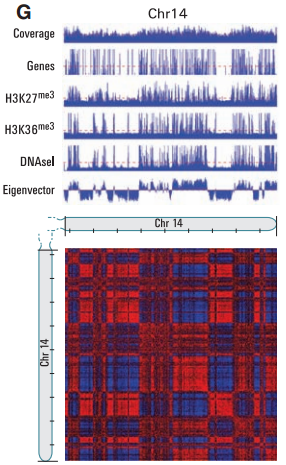 G
Chr14
Coverage
Genes
H3K27me3
H3K36me3
DNAseI
Eigenvector
Chr 14
Chr 14